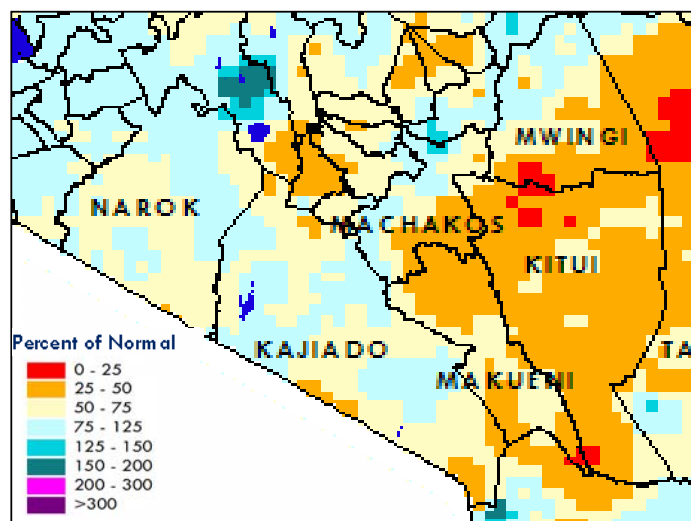 MWINGI
NAROK
MACHAKOS
KITUI
Percent of Normal
KAJIADO
TA
MAKUENI
0 - 25
25 - 50
50 - 75
75 - 125
125 - 150
150 - 200
200 - 300
>300